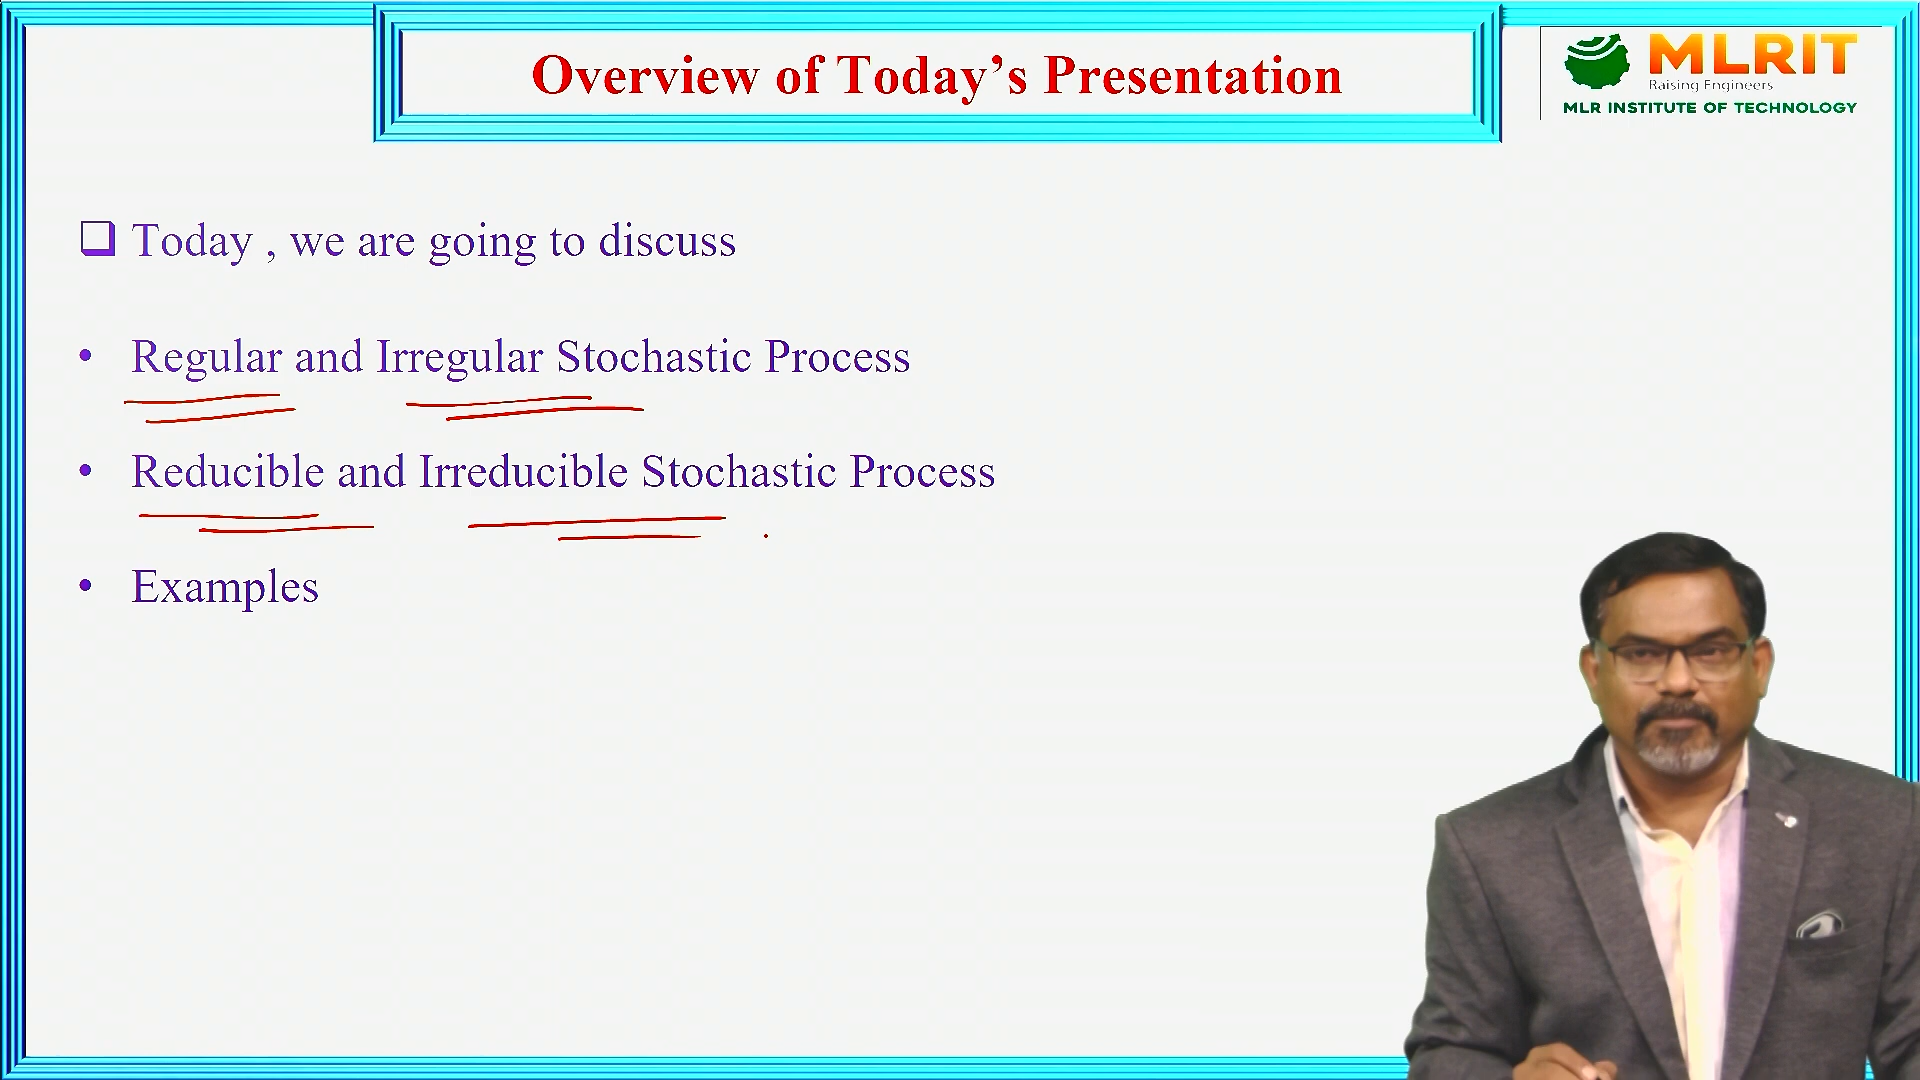 Overview of Today’s Presentation
MLRIT
Raising Engineers
MLR INSTITUTE OF TECHNOLOGY
❑ Today , we are going to discuss
• Regular and Irregular Stochastic Process
• Reducible and Irreducible Stochastic Process
• Examples